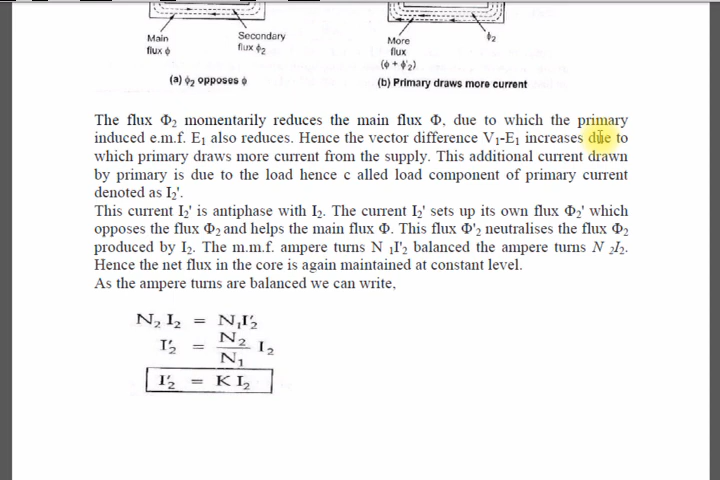 Main
flux ϕ
Secondary
flux ϕ₂
More
flux
(ϕ + ϕ'₂)
ϕ₂
(a) ϕ₂ opposes ϕ
(b) Primary draws more current
The flux Φ₂ momentarily reduces the main flux Φ, due to which the primary
induced e.m.f. E₁ also reduces. Hence the vector difference V₁-E₁ increases due to
which primary draws more current from the supply. This additional current drawn
by primary is due to the load hence c alled load component of primary current
denoted as I₂'.
This current I₂' is antiphase with I₂. The current I₂' sets up its own flux Φ₂' which
opposes the flux Φ₂ and helps the main flux Φ. This flux Φ'₂ neutralises the flux Φ₂
produced by I₂. The m.m.f. ampere turns N ₁I'₂ balanced the ampere turns N ₂I₂.
Hence the net flux in the core is again maintained at constant level.
As the ampere turns are balanced we can write,
N₂ I₂ = N₁I'₂
I'₂ = N₂/N₁ I₂
I'₂ = K I₂